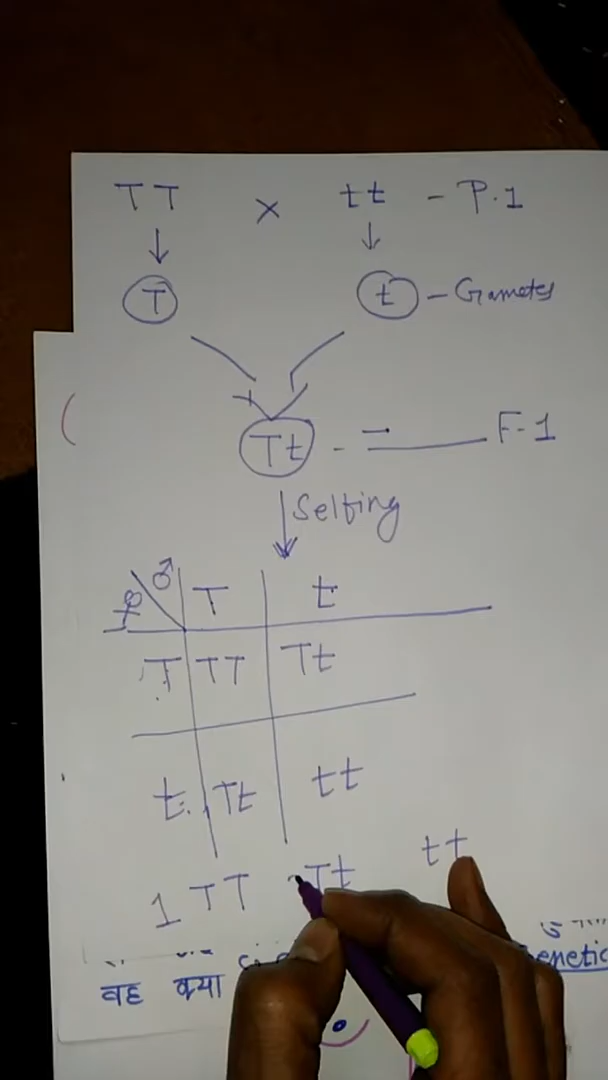 TT × tt - P.1
T t - Gametes
Tt - F-1
Selfing
♀ ♂ T t
T TT Tt
t Tt tt
1 TT Tt tt
वह क्या